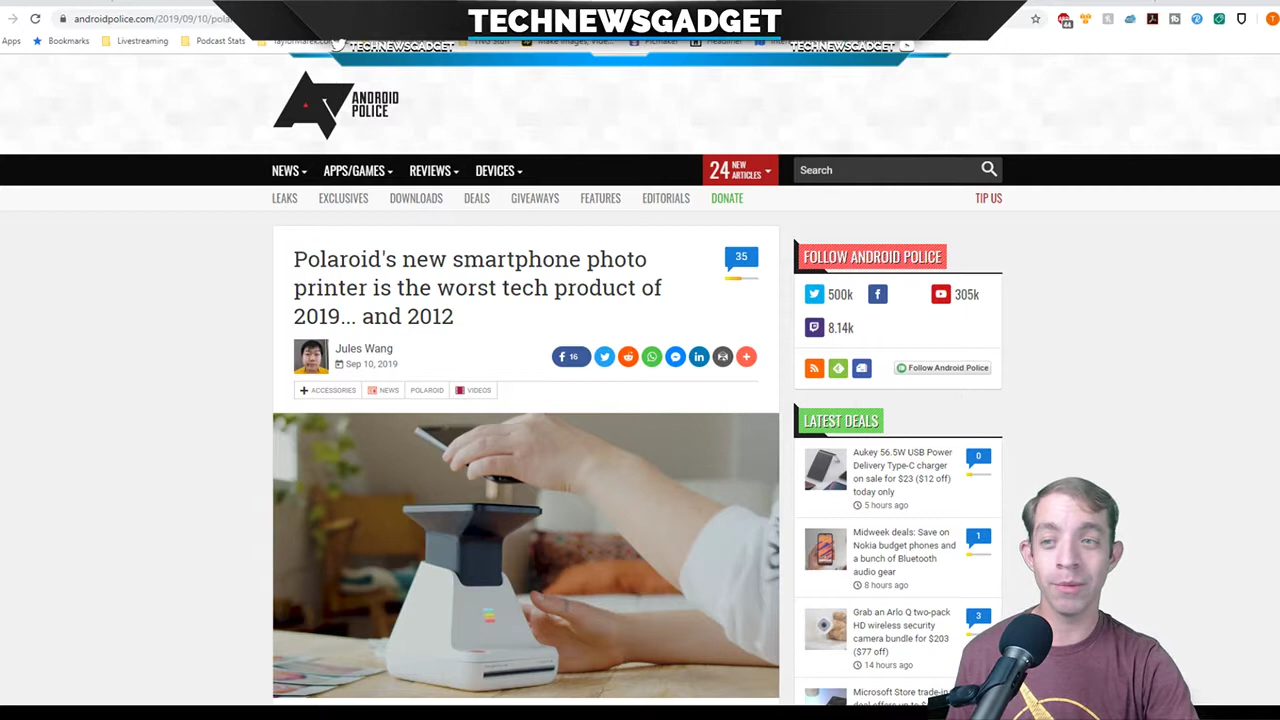 androidpolice.com/2019/09/10/pola
TECHNEWSGADGET
Apps
Bookmarks
Livestreaming
Podcast Stats
TECHNEWSGADGET
TECHNEWSGADGET
ANDROID
POLICE
NEWS
APPS/GAMES
REVIEWS
DEVICES
24 NEW
ARTICLES
Search
LEAKS
EXCLUSIVES
DOWNLOADS
DEALS
GIVEAWAYS
FEATURES
EDITORIALS
DONATE
TIP US
Polaroid's new smartphone photo
printer is the worst tech product of
2019... and 2012
35
Jules Wang
Sep 10, 2019
16
ACCESSORIES
NEWS
POLAROID
VIDEOS
FOLLOW ANDROID POLICE
500k
305k
8.14k
Follow Android Police
LATEST DEALS
Aukey 56.5W USB Power
Delivery Type-C charger
on sale for $23 ($12 off)
today only
5 hours ago
0
Midweek deals: Save on
Nokia budget phones and
a bunch of Bluetooth
audio gear
8 hours ago
1
Grab an Arlo Q two-pack
HD wireless security
camera bundle for $203
($77 off)
14 hours ago
3
Microsoft Store trade-in